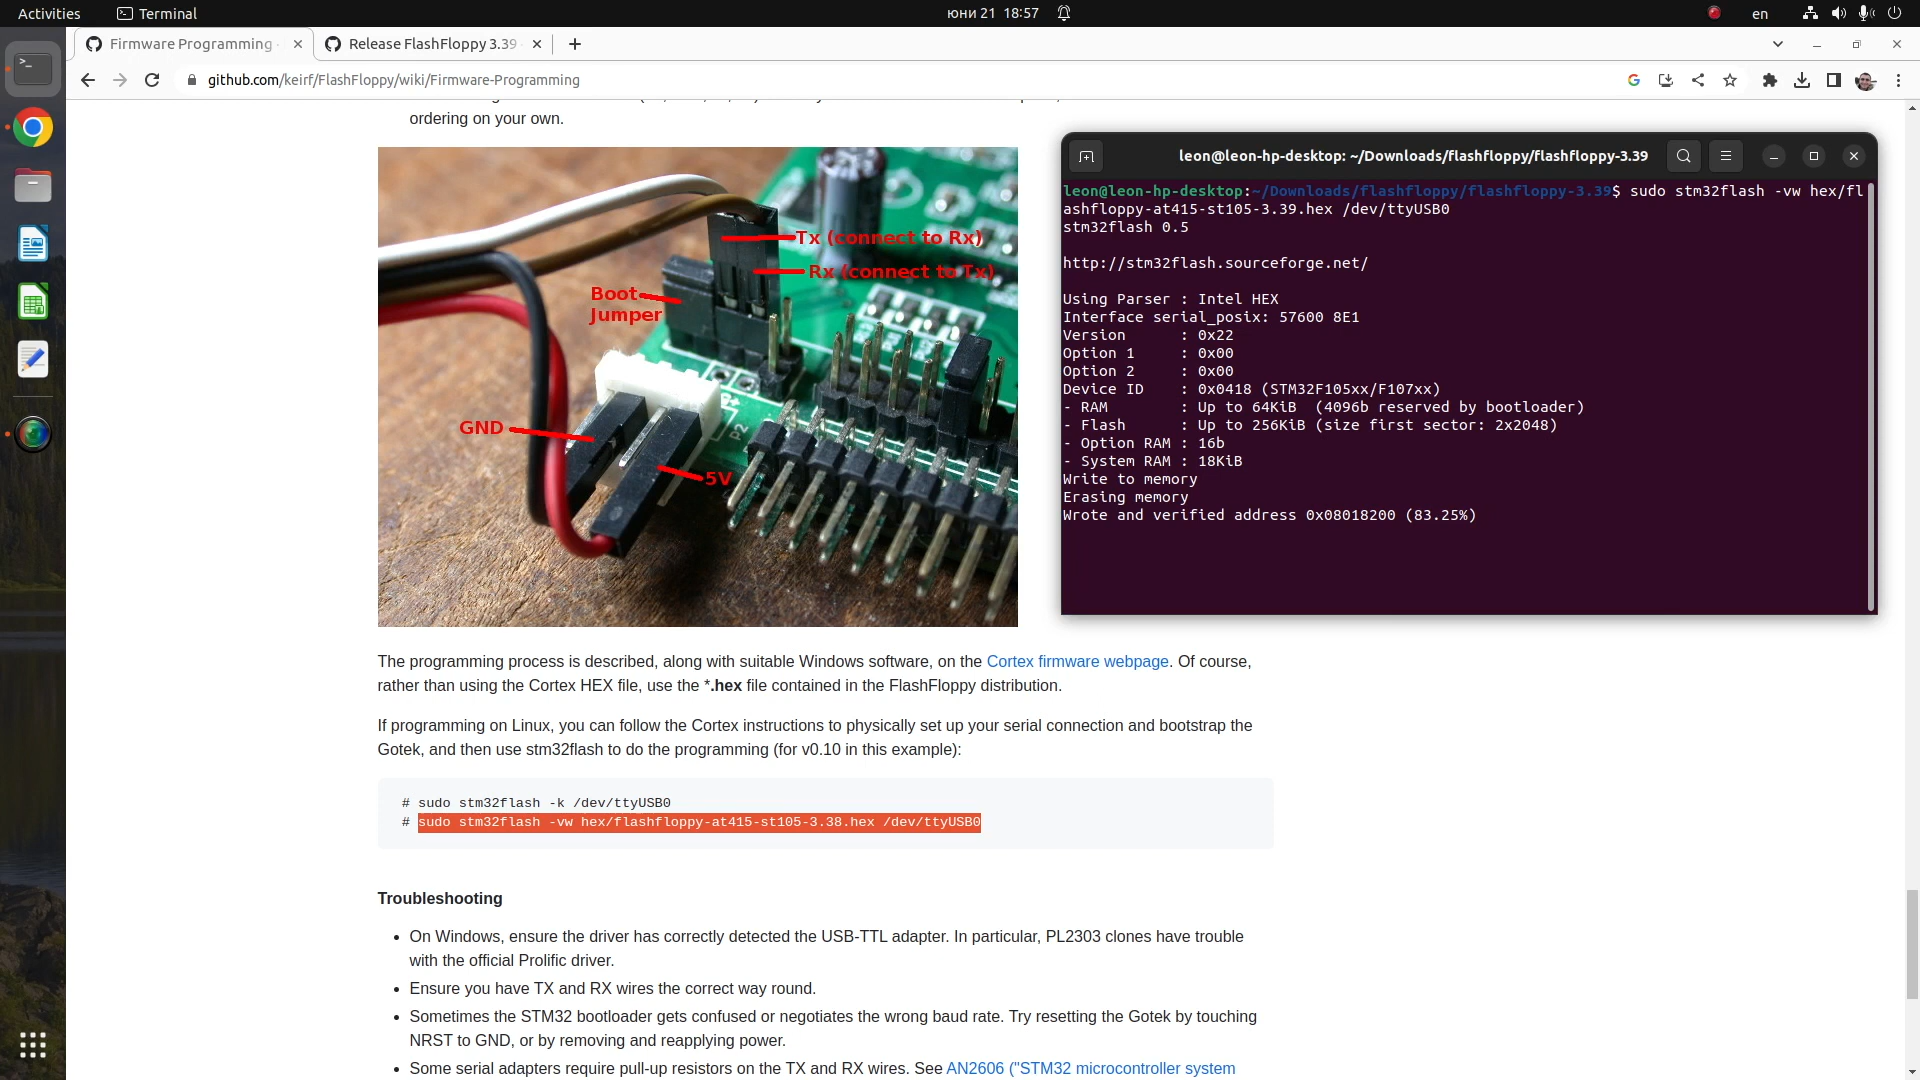 Activities
Terminal
юни 21 18:57
en
Firmware Programming
Release FlashFloppy 3.39
github.com/keirf/FlashFloppy/wiki/Firmware-Programming
ordering on your own.
Tx (connect to Rx)
Rx (connect to Tx)
Boot
Jumper
GND
5V
P2
leon@leon-hp-desktop: ~/Downloads/flashfloppy/flashfloppy-3.39
leon@leon-hp-desktop:~/Downloads/flashfloppy/flashfloppy-3.39$ sudo stm32flash -vw hex/fl
ashfloppy-at415-st105-3.39.hex /dev/ttyUSB0
stm32flash 0.5
http://stm32flash.sourceforge.net/
Using Parser : Intel HEX
Interface serial_posix: 57600 8E1
Version      : 0x22
Option 1     : 0x00
Option 2     : 0x00
Device ID    : 0x0418 (STM32F105xx/F107xx)
- RAM        : Up to 64KiB  (4096b reserved by bootloader)
- Flash      : Up to 256KiB (size first sector: 2x2048)
- Option RAM : 16b
- System RAM : 18KiB
Write to memory
Erasing memory
Wrote and verified address 0x08018200 (83.25%)
The programming process is described, along with suitable Windows software, on the Cortex firmware webpage. Of course,
rather than using the Cortex HEX file, use the *.hex file contained in the FlashFloppy distribution.
If programming on Linux, you can follow the Cortex instructions to physically set up your serial connection and bootstrap the
Gotek, and then use stm32flash to do the programming (for v0.10 in this example):
# sudo stm32flash -k /dev/ttyUSB0
# sudo stm32flash -vw hex/flashfloppy-at415-st105-3.38.hex /dev/ttyUSB0
Troubleshooting
• On Windows, ensure the driver has correctly detected the USB-TTL adapter. In particular, PL2303 clones have trouble
with the official Prolific driver.
• Ensure you have TX and RX wires the correct way round.
• Sometimes the STM32 bootloader gets confused or negotiates the wrong baud rate. Try resetting the Gotek by touching
NRST to GND, or by removing and reapplying power.
• Some serial adapters require pull-up resistors on the TX and RX wires. See AN2606 ("STM32 microcontroller system